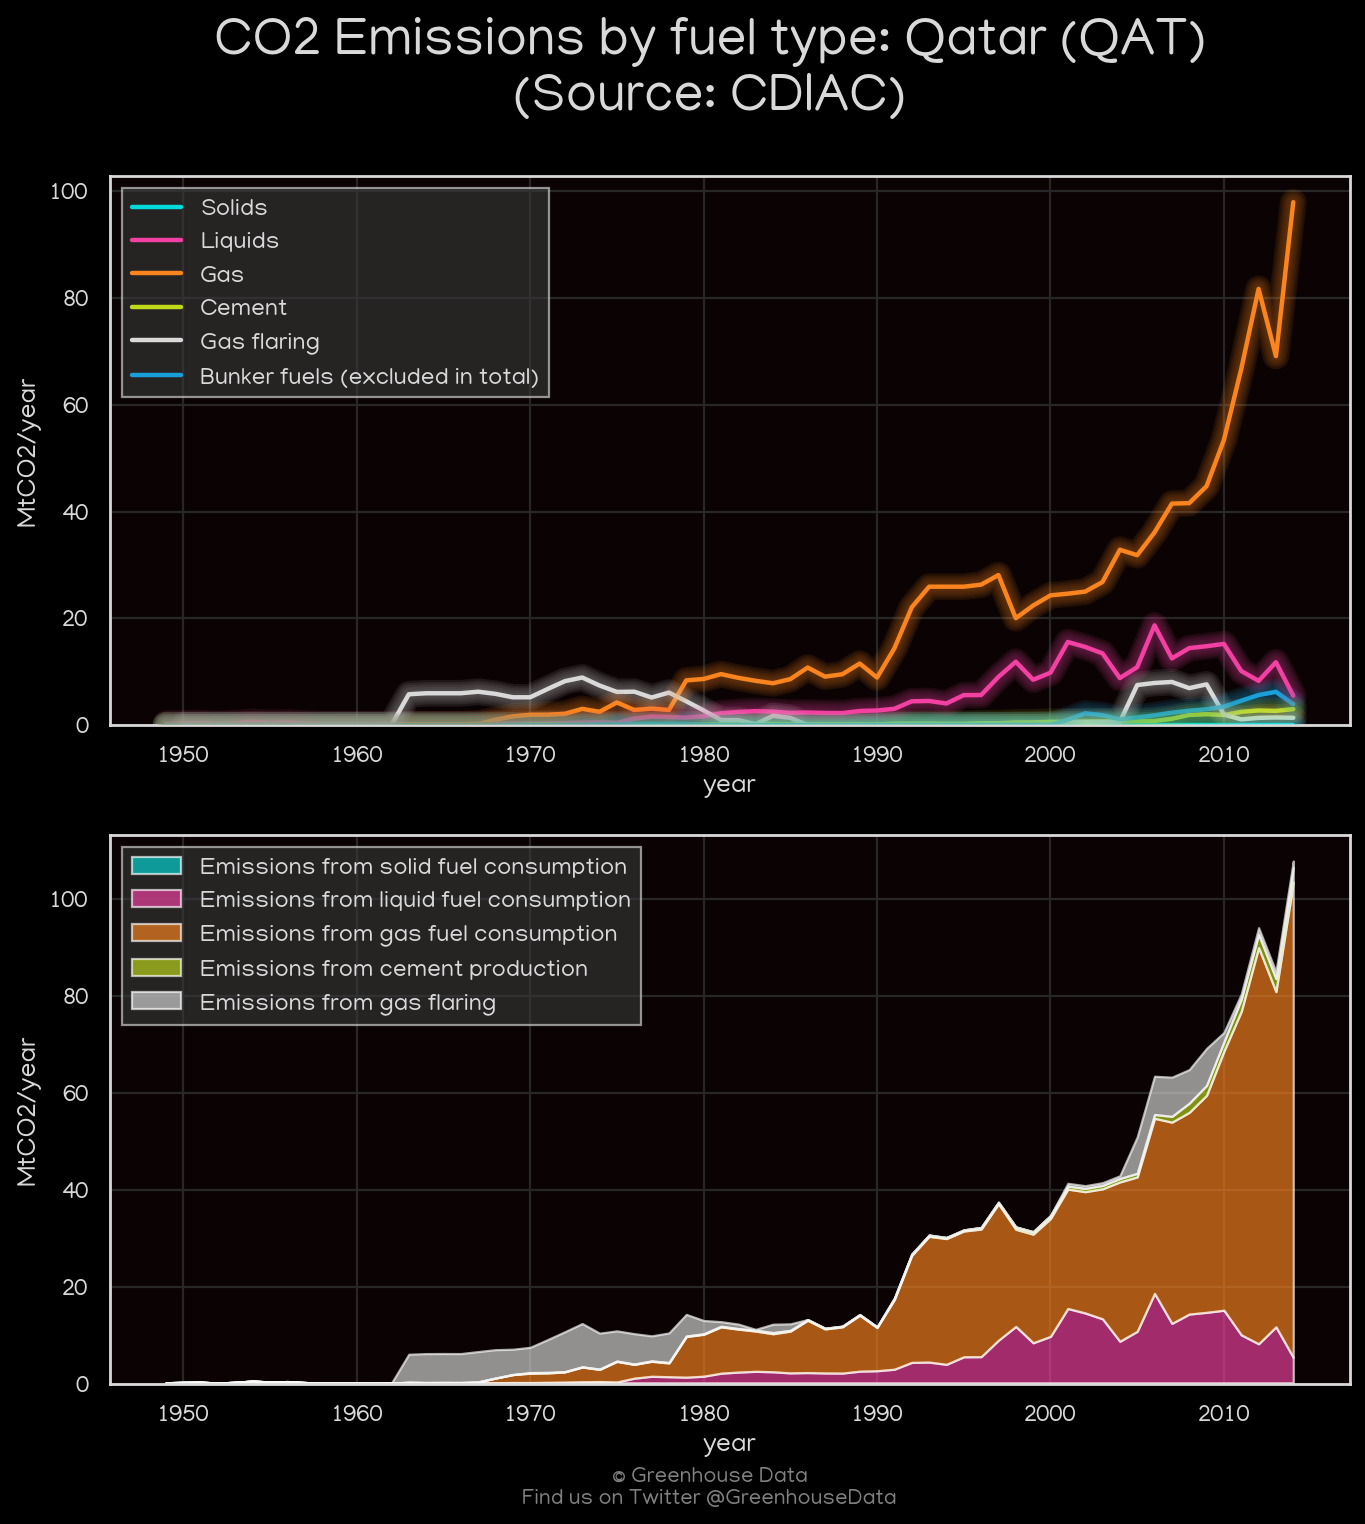 CO2 Emissions by fuel type: Qatar (QAT)
(Source: CDIAC)
MtCO2/year
100
80
60
40
20
0
Solids
Liquids
Gas
Cement
Gas flaring
Bunker fuels (excluded in total)
1950 1960 1970 1980 1990 2000 2010
year
MtCO2/year
100
80
60
40
20
0
Emissions from solid fuel consumption
Emissions from liquid fuel consumption
Emissions from gas fuel consumption
Emissions from cement production
Emissions from gas flaring
1950 1960 1970 1980 1990 2000 2010
year
© Greenhouse Data
Find us on Twitter @GreenhouseData